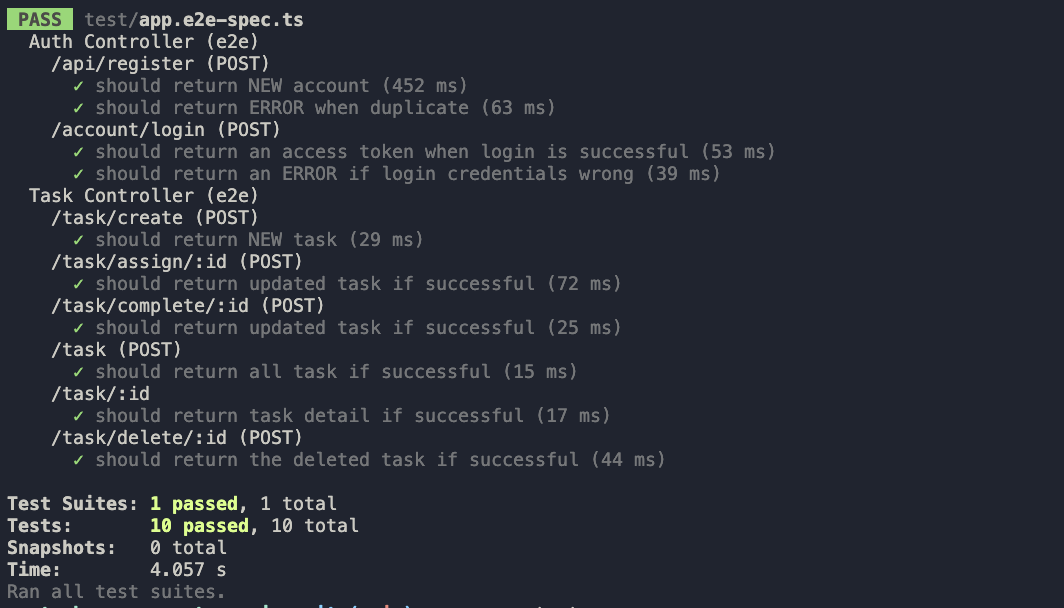 PASS test/app.e2e-spec.ts
Auth Controller (e2e)
/api/register (POST)
✓ should return NEW account (452 ms)
✓ should return ERROR when duplicate (63 ms)
/account/login (POST)
✓ should return an access token when login is successful (53 ms)
✓ should return an ERROR if login credentials wrong (39 ms)
Task Controller (e2e)
/task/create (POST)
✓ should return NEW task (29 ms)
/task/assign/:id (POST)
✓ should return updated task if successful (72 ms)
/task/complete/:id (POST)
✓ should return updated task if successful (25 ms)
/task (POST)
✓ should return all task if successful (15 ms)
/task/:id
✓ should return task detail if successful (17 ms)
/task/delete/:id (POST)
✓ should return the deleted task if successful (44 ms)
Test Suites: 1 passed, 1 total
Tests: 10 passed, 10 total
Snapshots: 0 total
Time: 4.057 s
Ran all test suites.